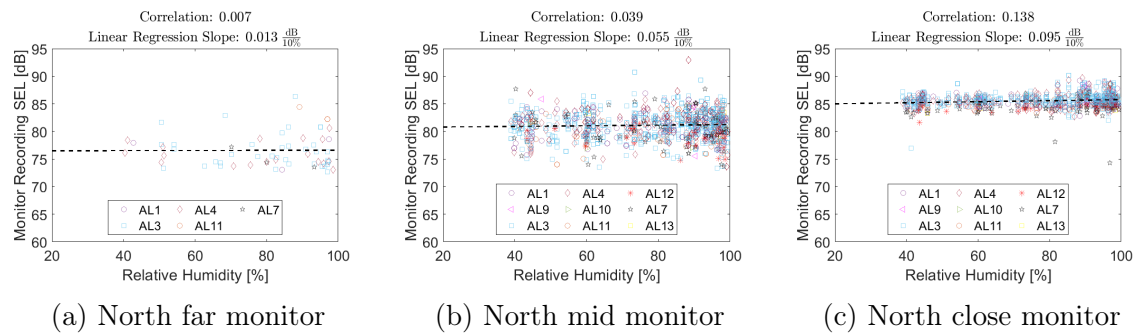 Correlation: 0.007
Linear Regression Slope: 0.013 dB/10%
95
90
85
80
75
70
65
60
Monitor Recording SEL [dB]
AL1
AL4
AL7
AL3
AL11
20
40
60
80
100
Relative Humidity [%]
(a) North far monitor
Correlation: 0.039
Linear Regression Slope: 0.055 dB/10%
95
90
85
80
75
70
65
60
Monitor Recording SEL [dB]
AL1
AL4
AL12
AL9
AL10
AL7
AL3
AL11
AL13
20
40
60
80
100
Relative Humidity [%]
(b) North mid monitor
Correlation: 0.138
Linear Regression Slope: 0.095 dB/10%
95
90
85
80
75
70
65
60
Monitor Recording SEL [dB]
AL1
AL4
AL12
AL9
AL10
AL7
AL3
AL11
AL13
20
40
60
80
100
Relative Humidity [%]
(c) North close monitor